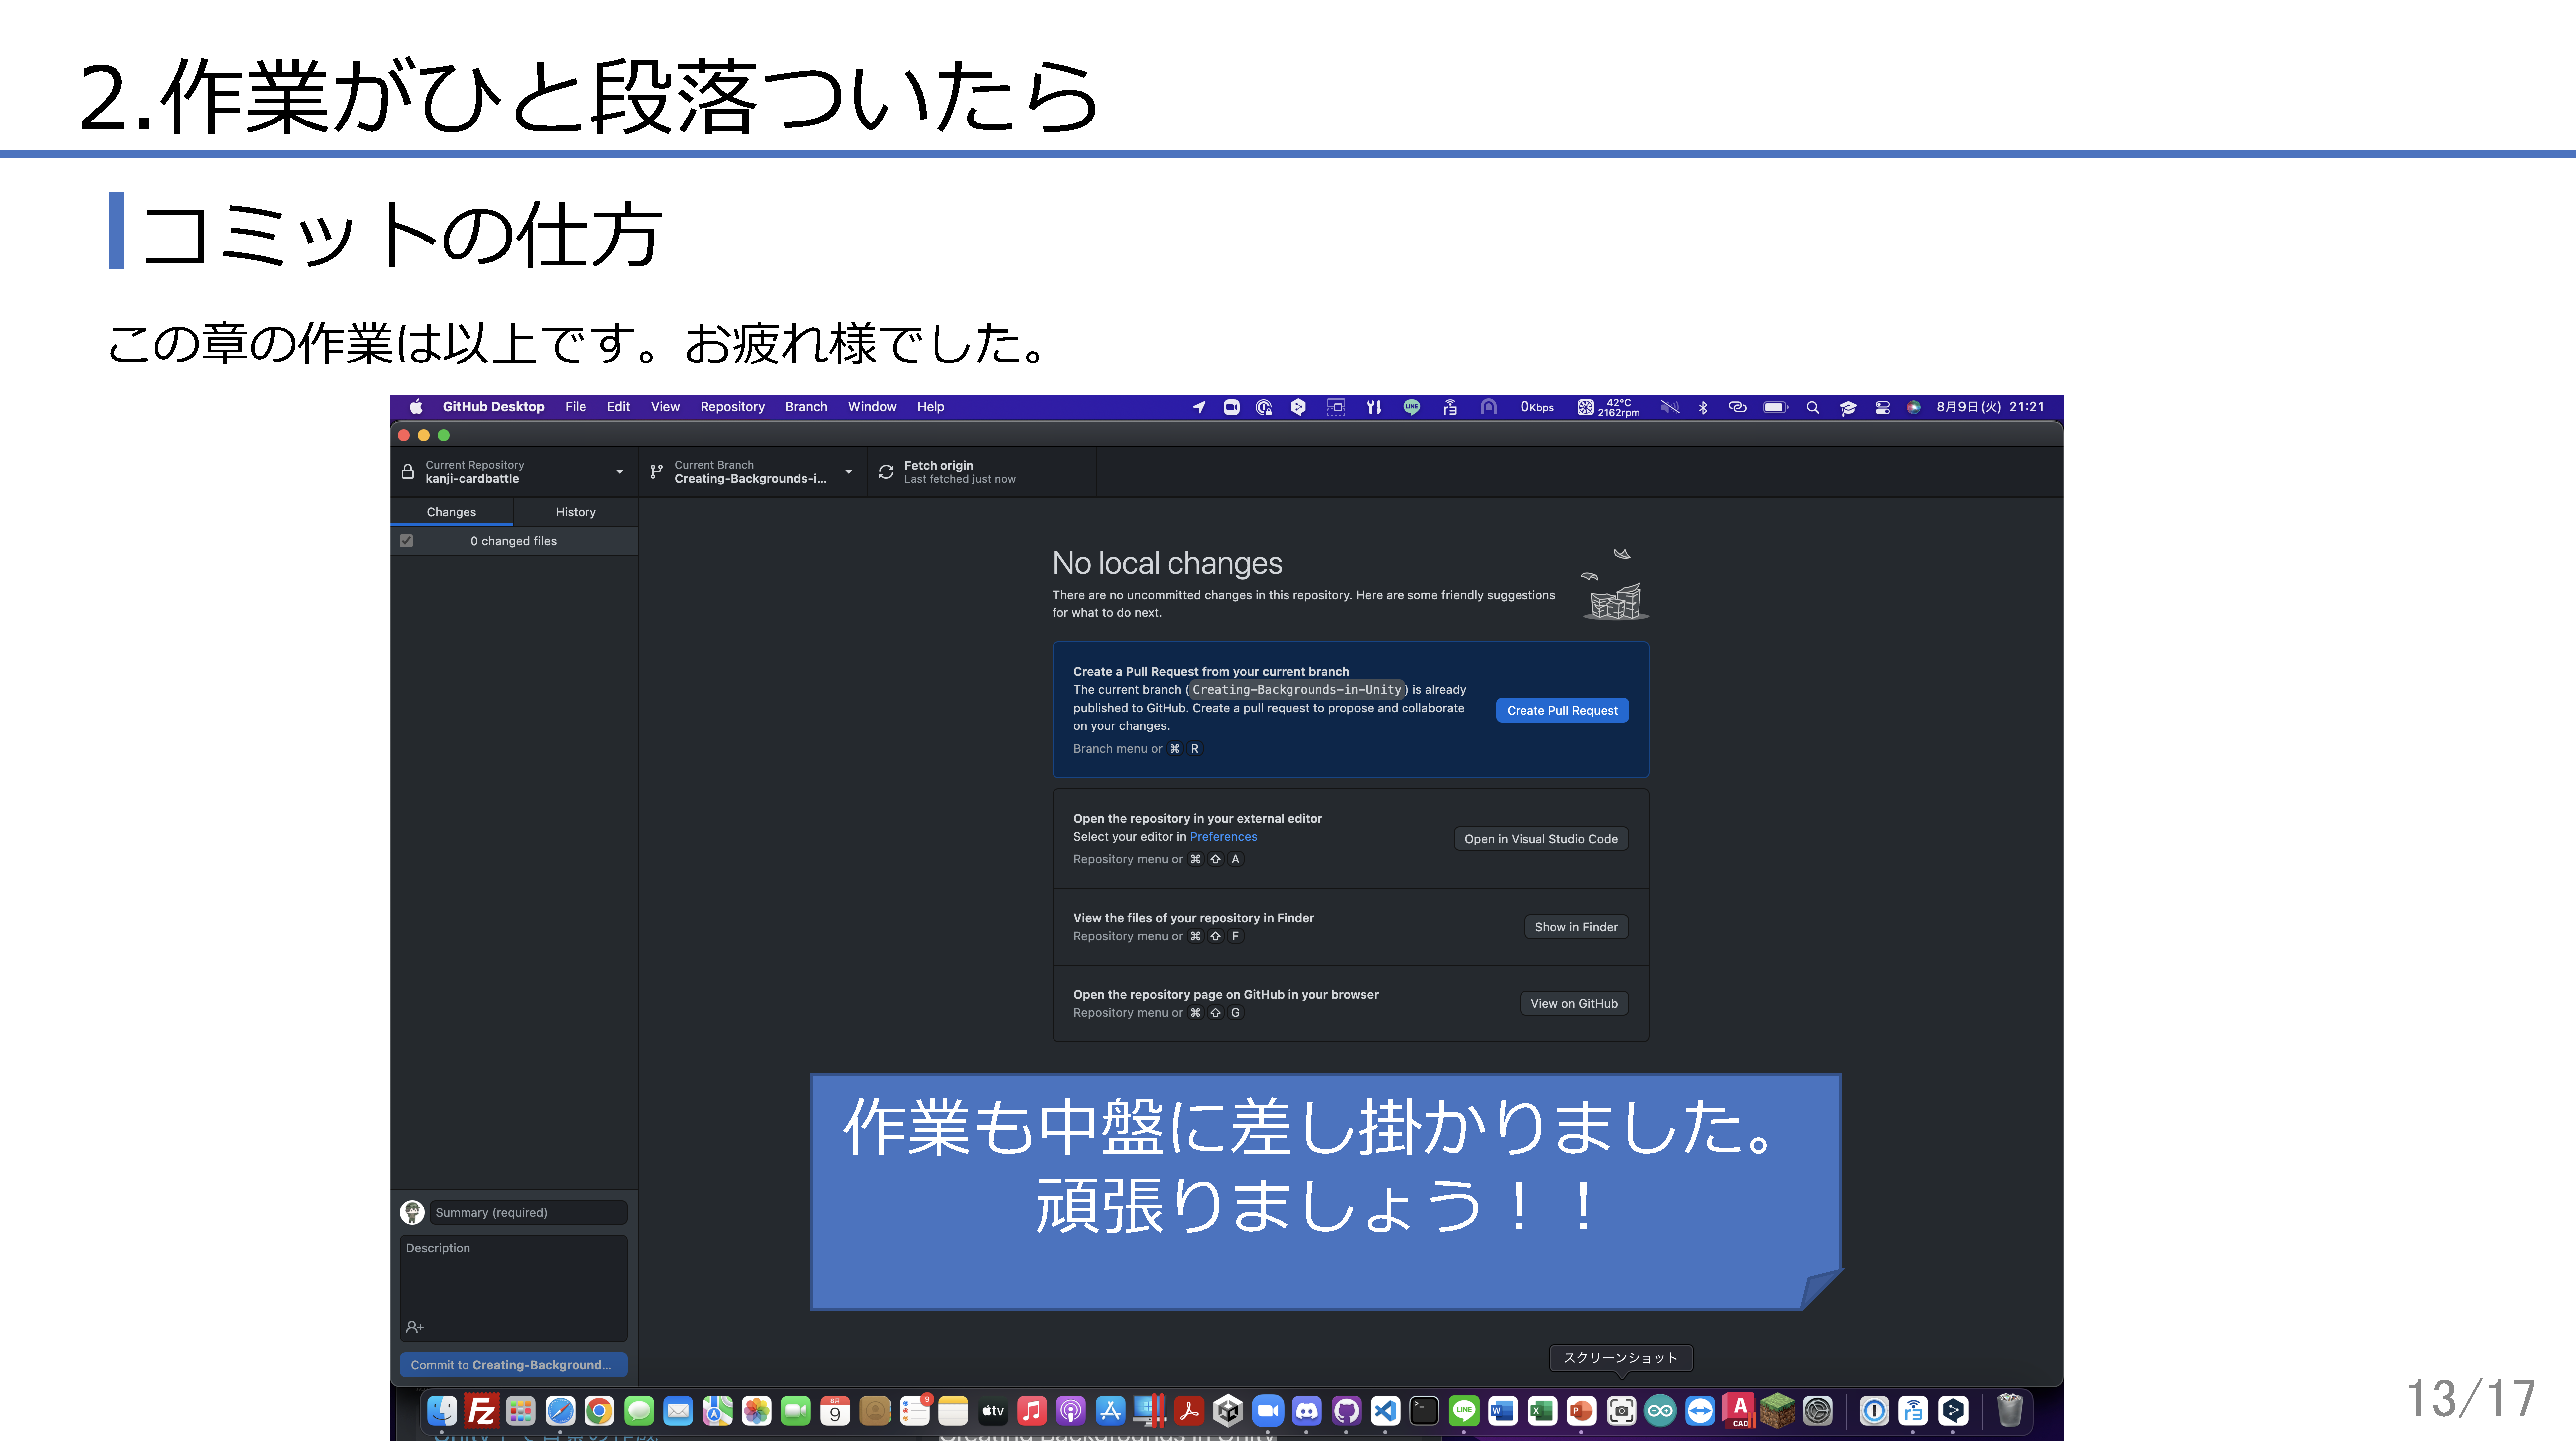 2.作業がひと段落ついたら
コミットの仕方
この章の作業は以上です。お疲れ様でした。
GitHub Desktop File Edit View Repository Branch Window Help
0Kbps 42°C 2162rpm 8月9日(火) 21:21
Current Repository
kanji-cardbattle
Current Branch
Creating-Backgrounds-i...
Fetch origin
Last fetched just now
Changes History
0 changed files
No local changes
There are no uncommitted changes in this repository. Here are some friendly suggestions
for what to do next.
Create a Pull Request from your current branch
The current branch (Creating-Backgrounds-in-Unity) is already
published to GitHub. Create a pull request to propose and collaborate
on your changes.
Branch menu or ⌘ R
Create Pull Request
Open the repository in your external editor
Select your editor in Preferences
Repository menu or ⌘ ⇧ A
Open in Visual Studio Code
View the files of your repository in Finder
Repository menu or ⌘ ⇧ F
Show in Finder
Open the repository page on GitHub in your browser
Repository menu or ⌘ ⇧ G
View on GitHub
作業も中盤に差し掛かりました。
頑張りましょう！！
Summary (required)
Description
Commit to Creating-Background...
スクリーンショット
8月
9
9
tv
LINE
A
CAD
Creating Backgrounds in Unity
13/17